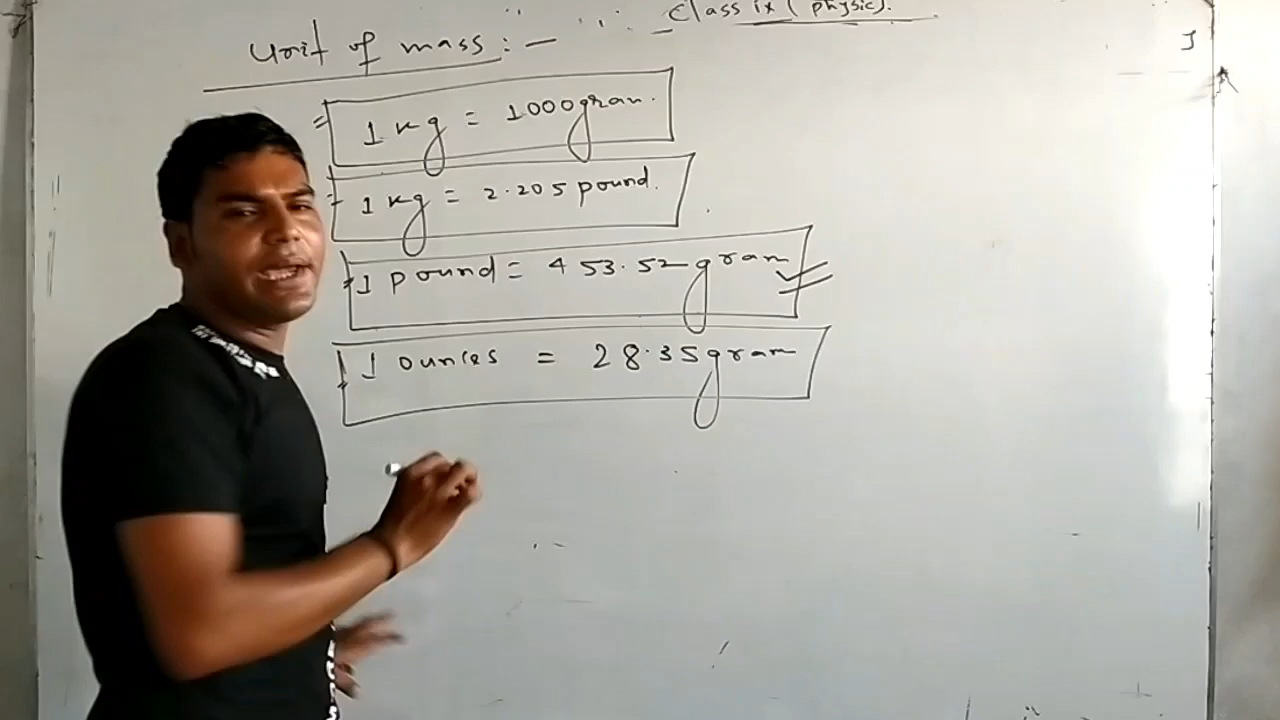 Class ix (Physic).
Unit of mass : -
= 1 kg = 1000 gram.
= 1 kg = 2.205 pound.
1 pound = 453.52 gram
1 ounces = 28.35 gram